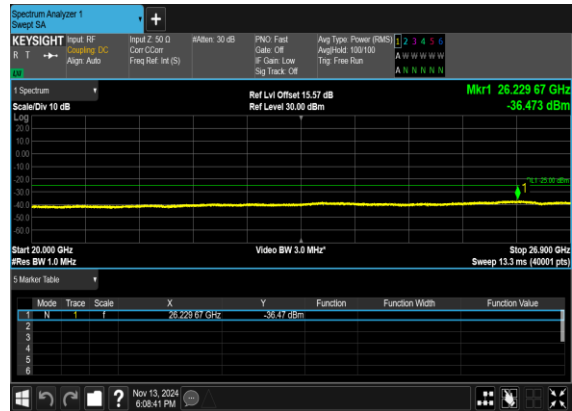 Spectrum Analyzer 1
Swept SA
+
KEYSIGHT Input: RF Input Z: 50 Ω #Atten: 30 dB PNO: Fast Avg Type: Power (RMS) 1 2 3 4 5 6
R T Coupling: DC Corr CCorr Gate: Off Avg|Hold: 100/100 A W W W W W
Align: Auto Freq Ref: Int (S) IF Gain: Low Trig: Free Run
Sig Track: Off A N N N N N
1 Spectrum Ref Lvl Offset 15.57 dB Mkr1 26.229 67 GHz
Scale/Div 10 dB Ref Level 30.00 dBm -36.473 dBm
Log
20.0
10.0
0.00
-10.0
-20.0
DL1 -25.00 dBm
1
-30.0
-40.0
-50.0
-60.0
Start 20.000 GHz Video BW 3.0 MHz* Stop 26.900 GHz
#Res BW 1.0 MHz Sweep 13.3 ms (40001 pts)
5 Marker Table
Mode Trace Scale X Y Function Function Width Function Value
1 N 1 f 26.229 67 GHz -36.47 dBm
2
3
4
5
6
? Nov 13, 2024
6:08:41 PM